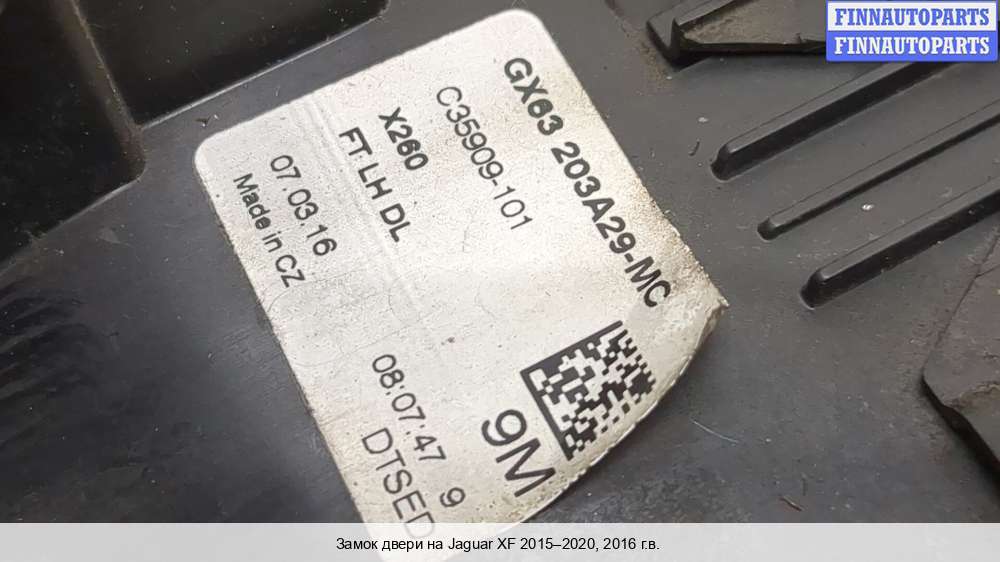 FINNAUTOPARTS
FINNAUTOPARTS
GX63 203A29-MC
C35909-101
X260
FT LH DL
07.03.16
Made in CZ
08:07:47 9
DTSED
9M
Замок двери на Jaguar XF 2015–2020, 2016 г.в.